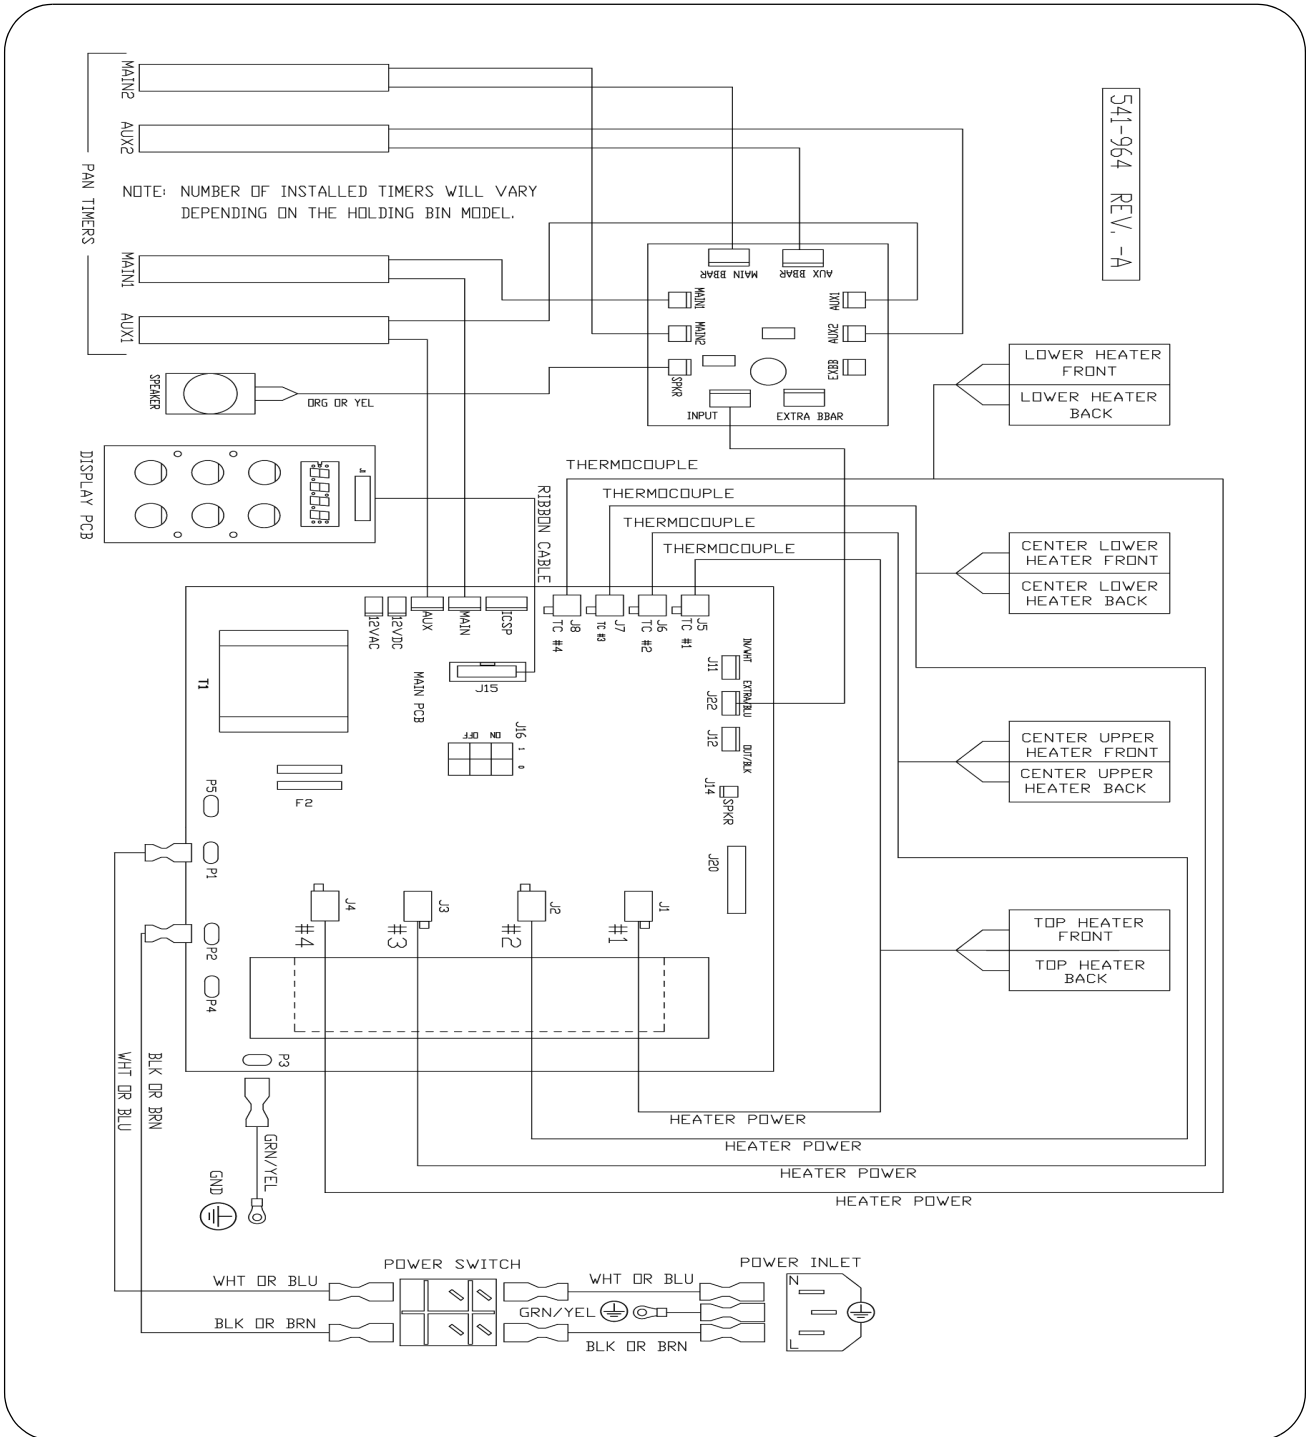 MAIN2
AUX2
PAN TIMERS
NOTE: NUMBER OF INSTALLED TIMERS WILL VARY
DEPENDING ON THE HOLDING BIN MODEL.
541-964 REV. -A
MAIN1
AUX1
MAIN BBAR
AUX BBAR
MAIN1
MAIN2
SPKR
AUX1
AUX2
EXBB
INPUT
EXTRA BBAR
SPEAKER
ORG OR YEL
LOWER HEATER
FRONT
LOWER HEATER
BACK
DISPLAY PCB
RIBBON CABLE
THERMOCOUPLE
THERMOCOUPLE
THERMOCOUPLE
THERMOCOUPLE
CENTER LOWER
HEATER FRONT
CENTER LOWER
HEATER BACK
12VAC
12VDC
AUX
MAIN
ICSP
J8
TC #4
J7
TC #3
J6
TC #2
J5
TC #1
IN/WHT
J11
EXTRA/BLU
J22
J12
OUT/BLK
J14
SPKR
J20
T1
MAIN PCB
J15
J16
OFF
ON
1
0
F2
CENTER UPPER
HEATER FRONT
CENTER UPPER
HEATER BACK
P5
P1
P2
P4
P3
J4
#4
J3
#3
J2
#2
J1
#1
TOP HEATER
FRONT
TOP HEATER
BACK
WHT OR BLU
BLK OR BRN
GRN/YEL
GND
HEATER POWER
HEATER POWER
HEATER POWER
HEATER POWER
POWER SWITCH
POWER INLET
WHT OR BLU
WHT OR BLU
N
GRN/YEL
BLK OR BRN
BLK OR BRN
L